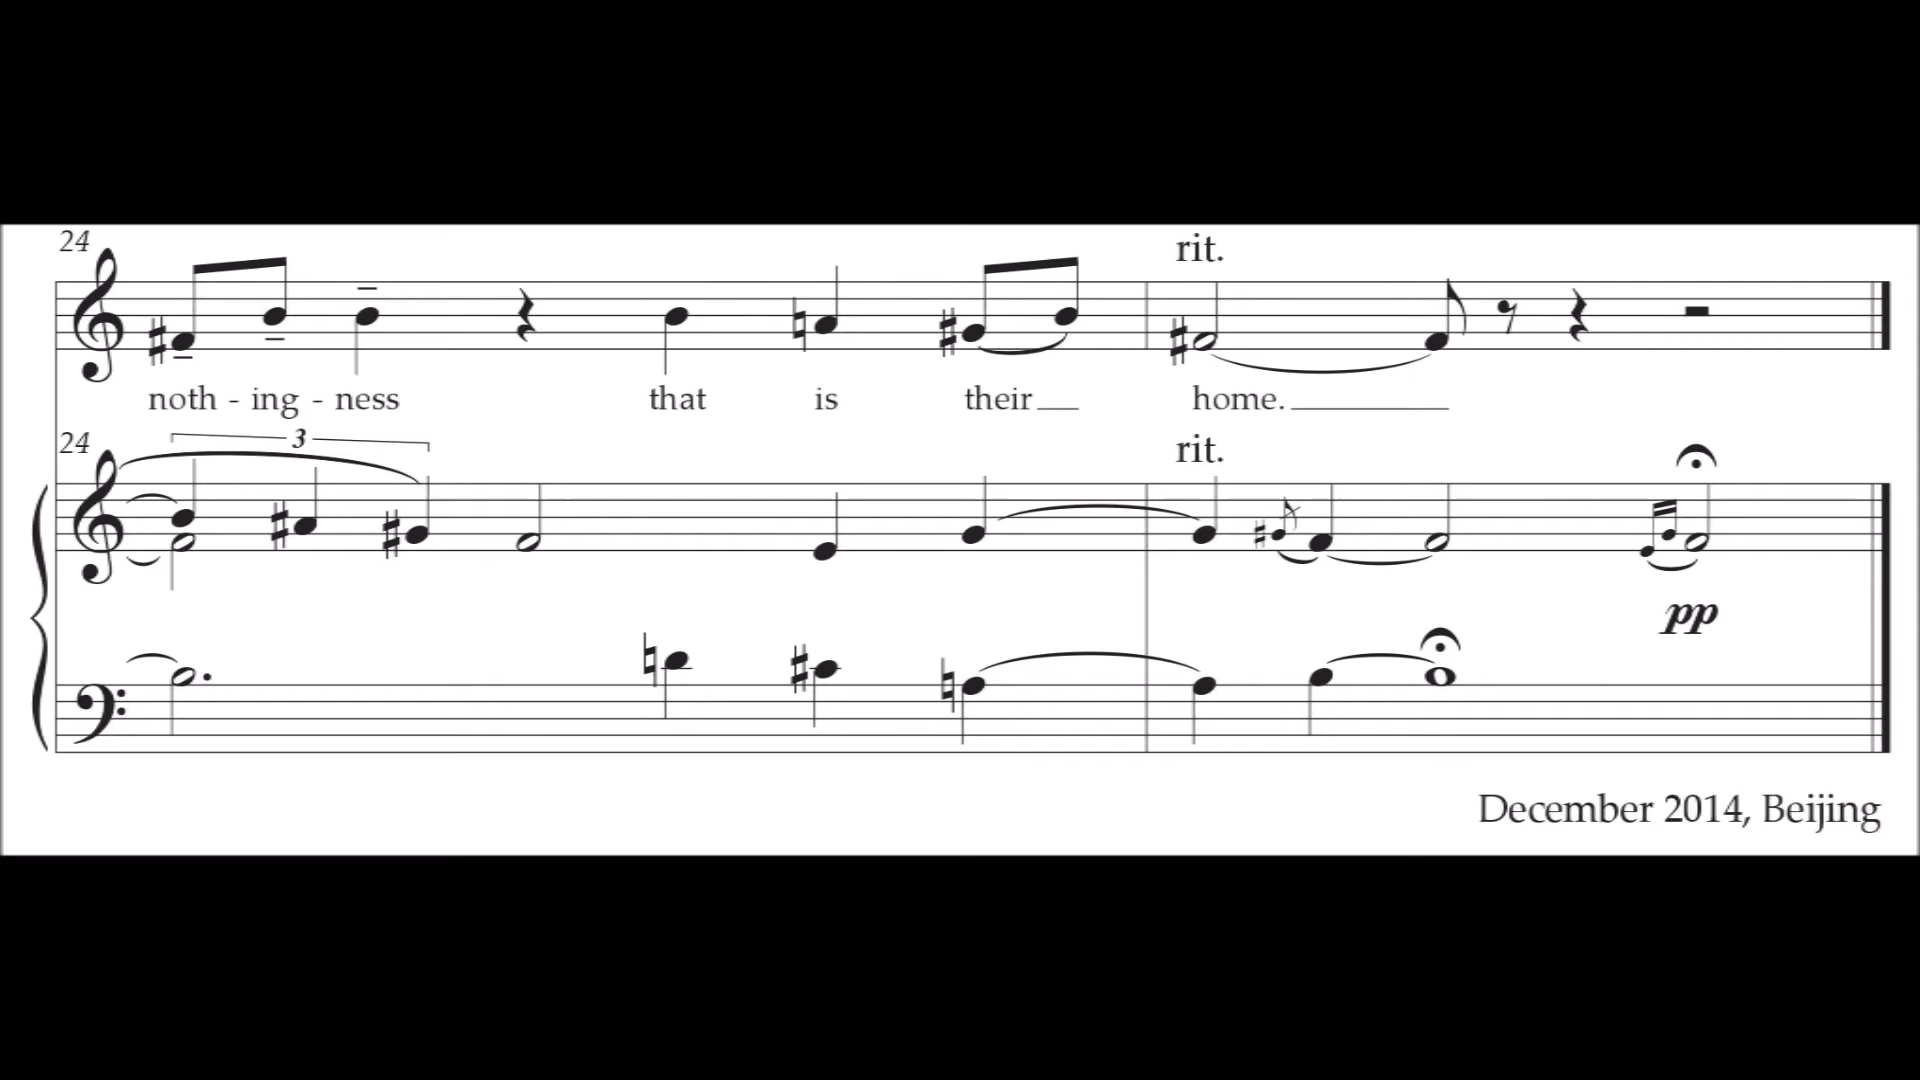 24
rit.
noth - ing - ness that is their home.
24
3
rit.
pp
December 2014, Beijing